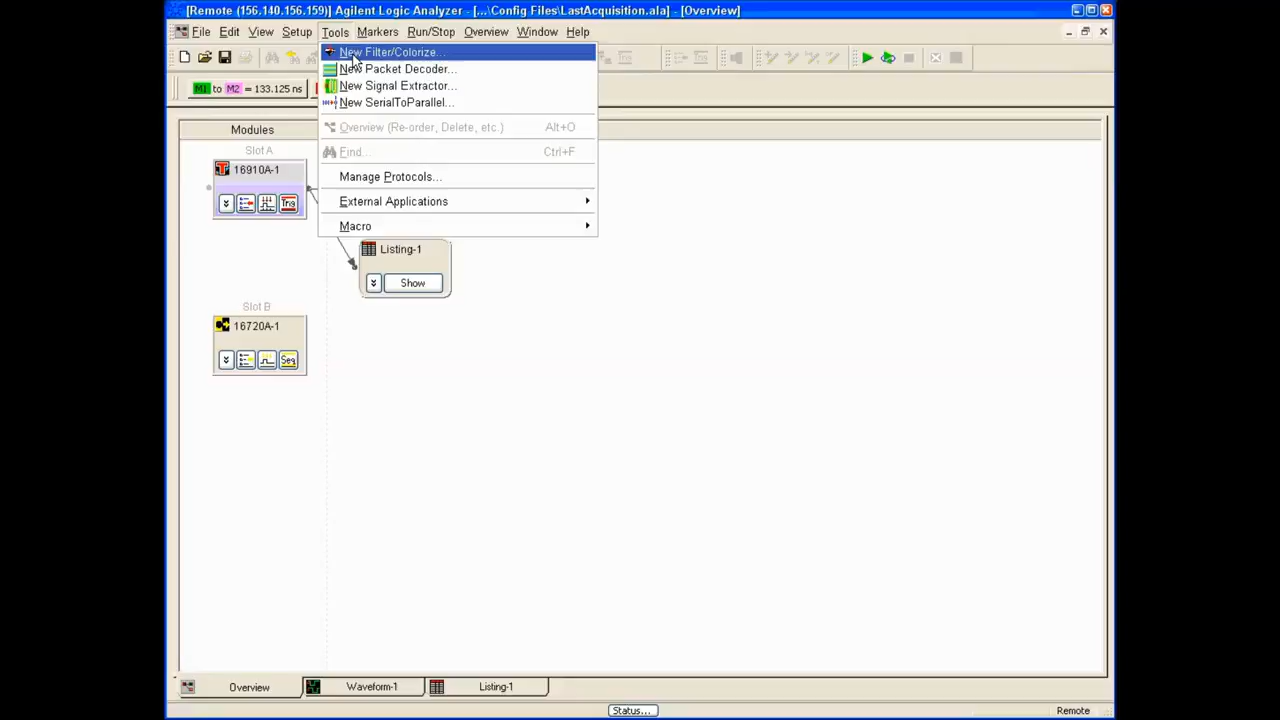 [Remote (156.140.156.159)] Agilent Logic Analyzer - [...\Config Files\LastAcquisition.ala] - [Overview]
File Edit View Setup Tools Markers Run/Stop Overview Window Help
New Filter/Colorize...
New Packet Decoder...
New Signal Extractor...
New SerialToParallel...
Overview (Re-order, Delete, etc.) Alt+O
Find... Ctrl+F
Manage Protocols...
External Applications
Macro
M1 to M2 = 133.125 ns
Modules
Slot A
16910A-1
Trig
Listing-1
Show
Slot B
16720A-1
Seq
Overview Waveform-1 Listing-1
Status... Remote